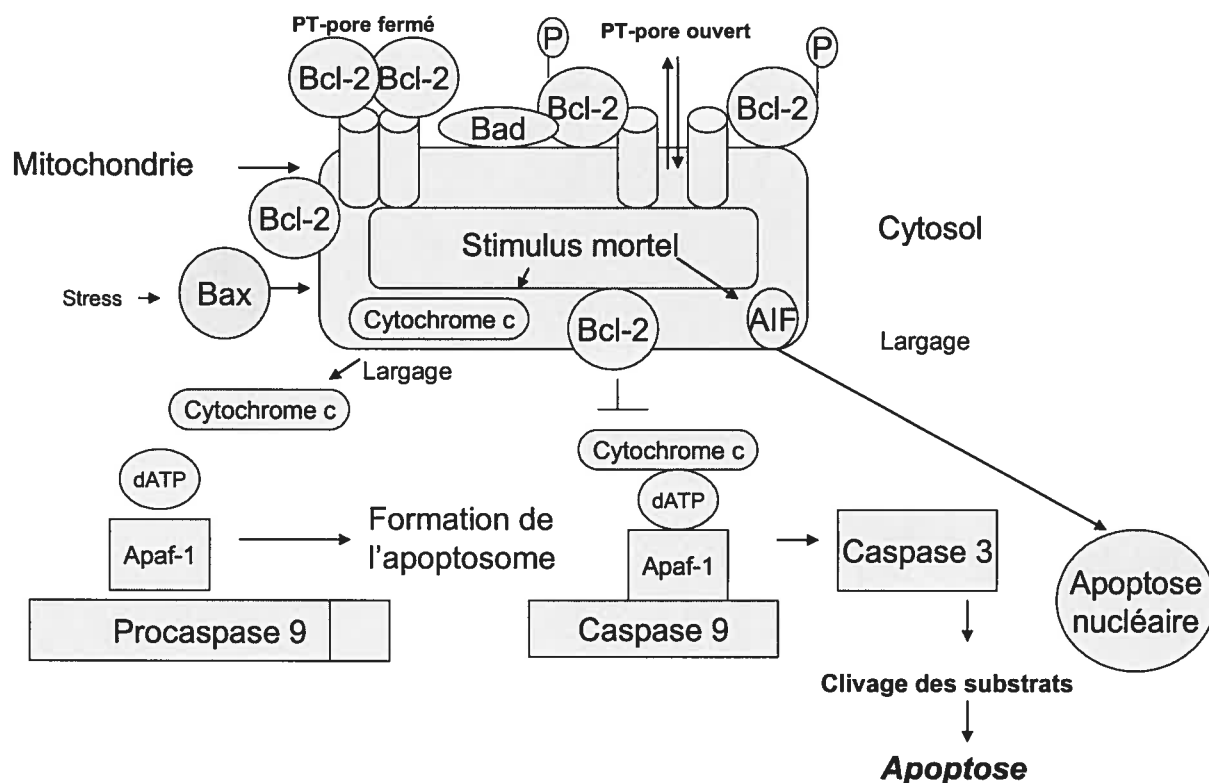 PT-pore fermé
P
PT-pore ouvert
P
Bcl-2
Bcl-2
Bcl-2
Bcl-2
Bad
Mitochondrie
Bcl-2
Cytosol
Stimulus mortel
Stress
Bax
Cytochrome c
Bcl-2
AIF
Largage
Largage
Cytochrome c
Cytochrome c
dATP
dATP
Formation de
l'apoptosome
Apaf-1
Apaf-1
Caspase 3
Apoptose
nucléaire
Procaspase 9
Caspase 9
Clivage des substrats
Apoptose